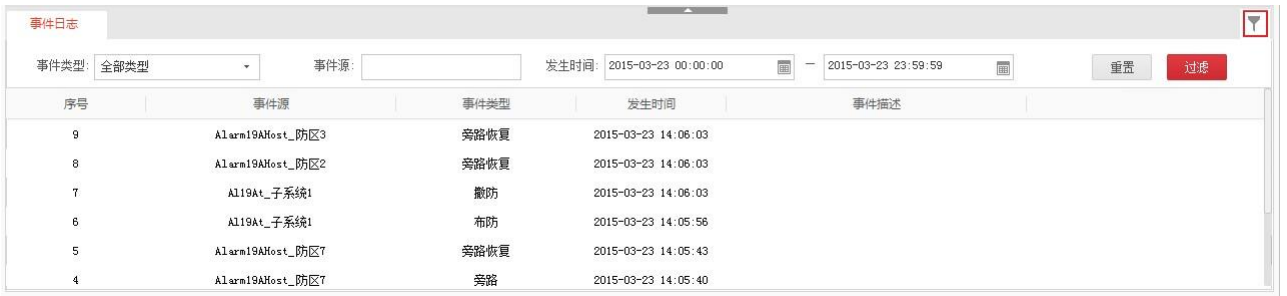 事件日志
事件类型: 全部类型 事件源: 发生时间: 2015-03-23 00:00:00 — 2015-03-23 23:59:59 重置 过滤
序号 事件源 事件类型 发生时间 事件描述
9 Alarm19AHost_防区3 旁路恢复 2015-03-23 14:06:03
8 Alarm19AHost_防区2 旁路恢复 2015-03-23 14:06:03
7 Al19At_子系统1 撤防 2015-03-23 14:06:03
6 Al19At_子系统1 布防 2015-03-23 14:05:56
5 Alarm19AHost_防区7 旁路恢复 2015-03-23 14:05:43
4 Alarm19AHost_防区7 旁路 2015-03-23 14:05:40